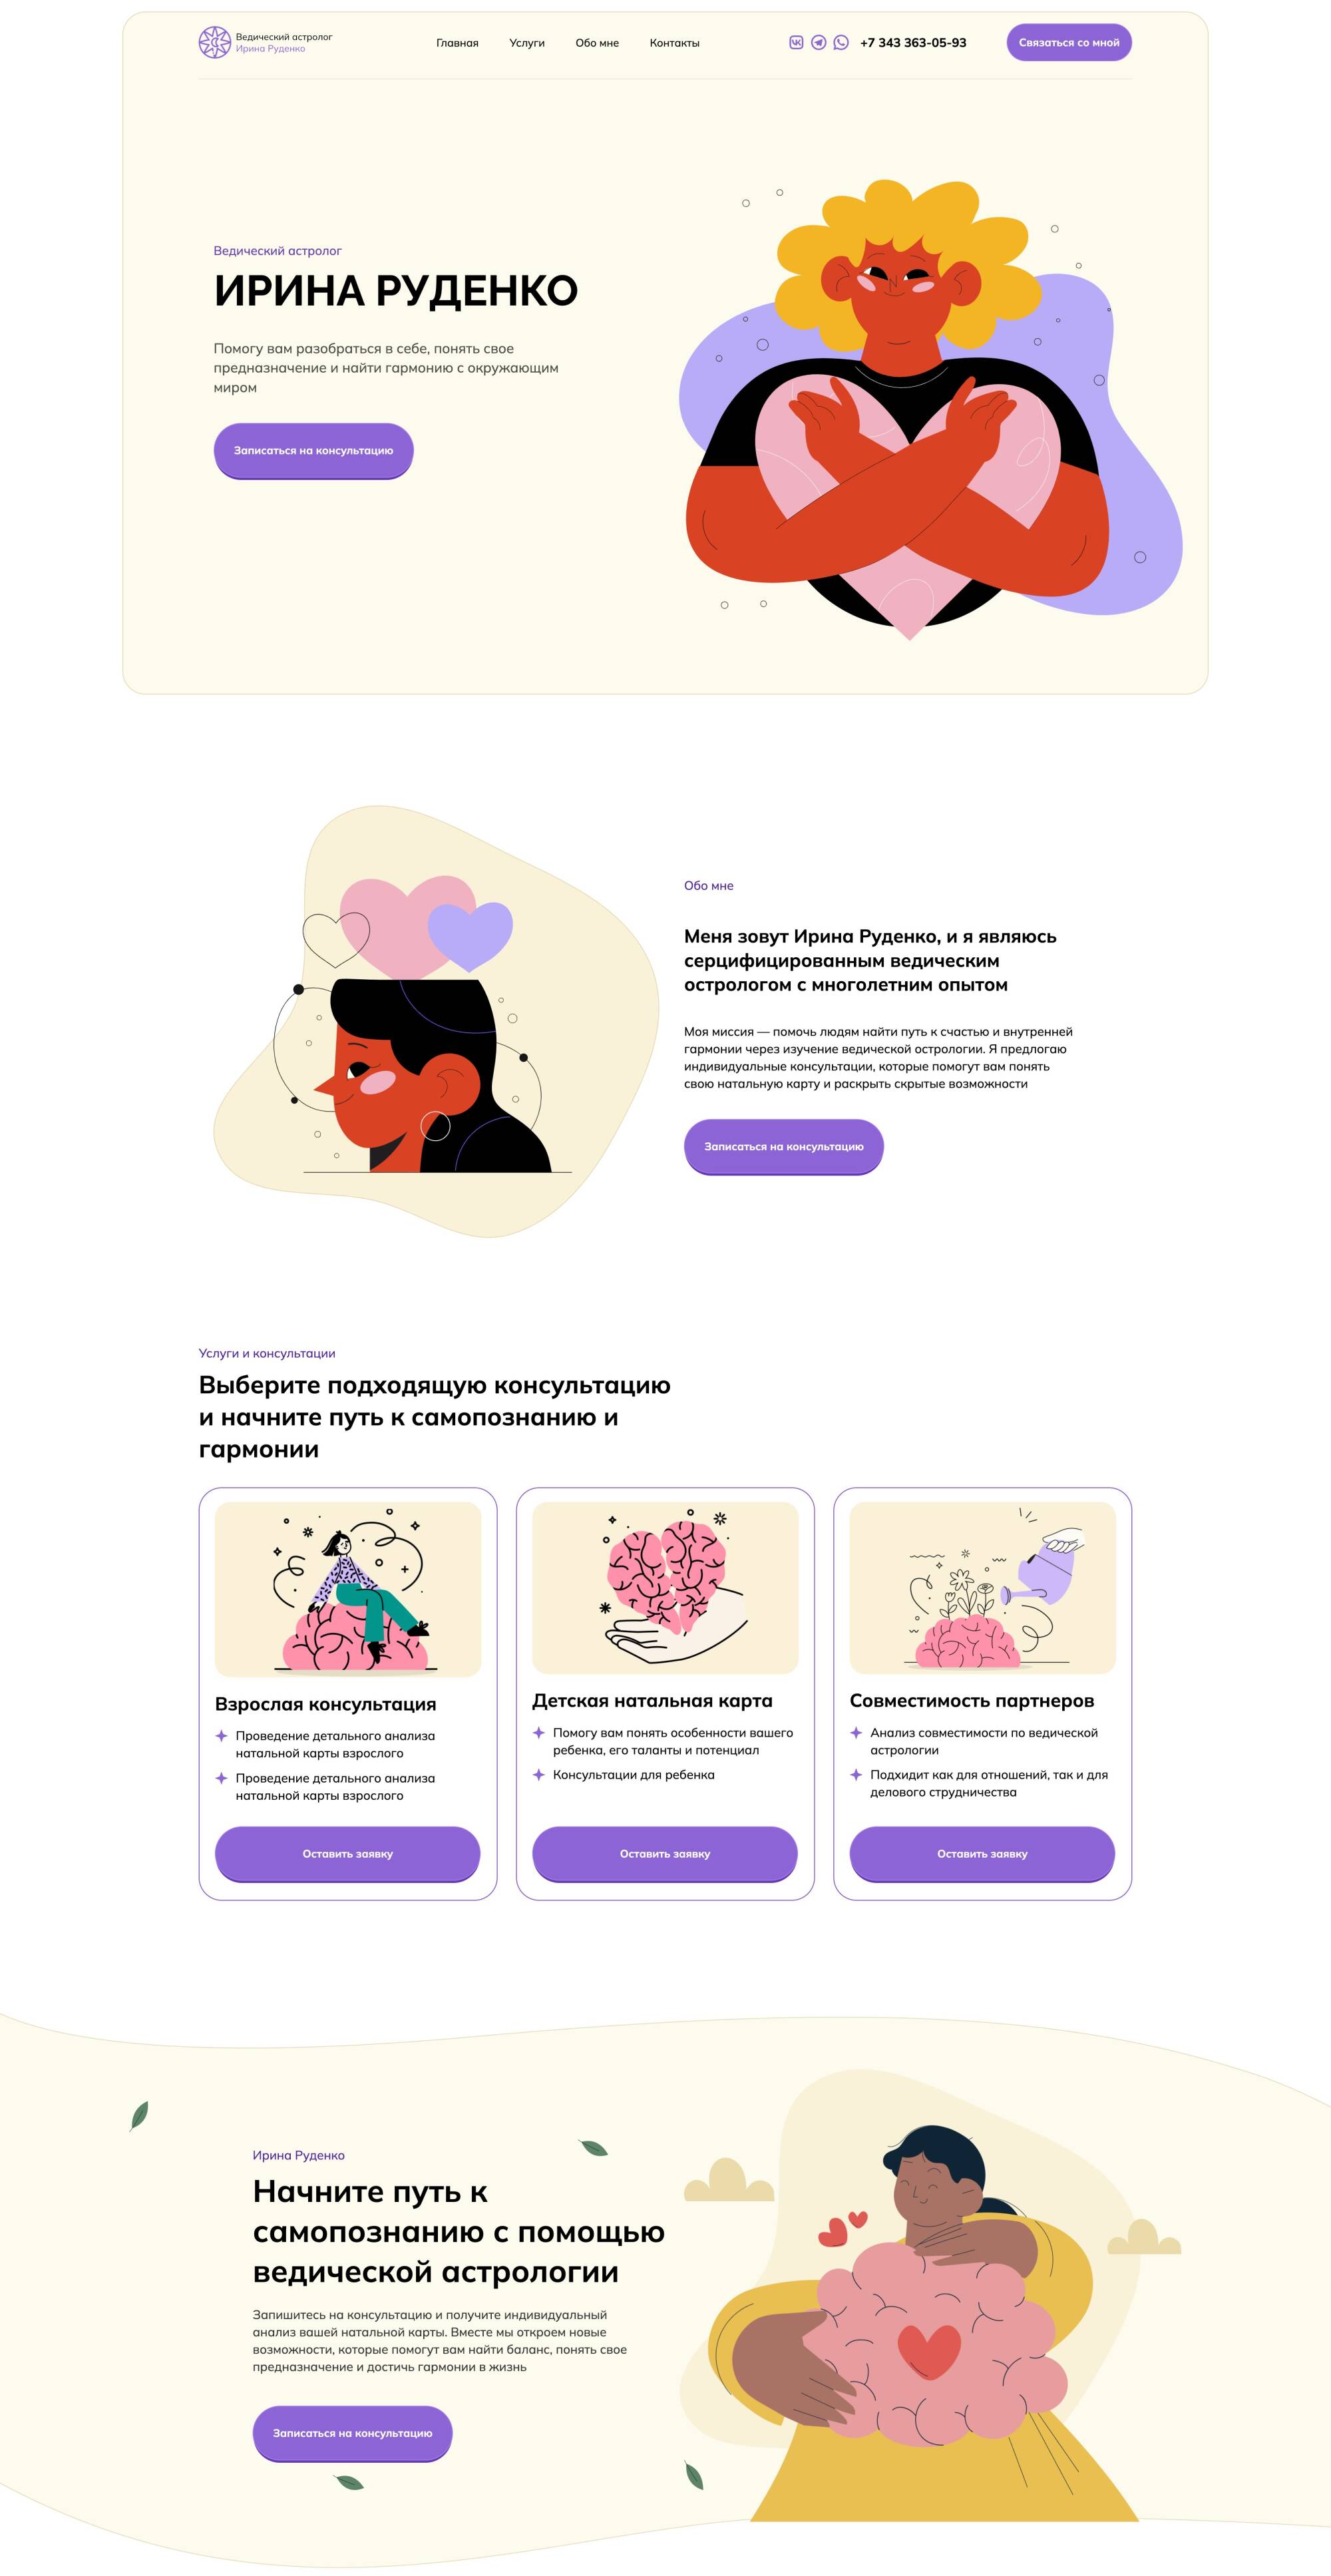 Ведический астролог
Ирина Руденко
Главная
Услуги
Обо мне
Контакты
+7 343 363-05-93
Связаться со мной
Ведический астролог
ИРИНА РУДЕНКО
Помогу вам разобраться в себе, понять свое
предназначение и найти гармонию с окружающим
миром
Записаться на консультацию
Обо мне
Меня зовут Ирина Руденко, и я являюсь
серцифицированным ведическим
острологом с многолетним опытом
Моя миссия — помочь людям найти путь к счастью и внутренней
гармонии через изучение ведической острологии. Я предлогаю
индивидуальные консультации, которые помогут вам понять
свою натальную карту и раскрыть скрытые возможности
Записаться на консультацию
Услуги и консультации
Выберите подходящую консультацию
и начните путь к самопознанию и
гармонии
Взрослая консультация
Проведение детального анализа
натальной карты взрослого
Проведение детального анализа
натальной карты взрослого
Оставить заявку
Детская натальная карта
Помогу вам понять особенности вашего
ребенка, его таланты и потенциал
Консультации для ребенка
Оставить заявку
Совместимость партнеров
Анализ совместимости по ведической
астрологии
Подхидит как для отношений, так и для
делового струдничества
Оставить заявку
Ирина Руденко
Начните путь к
самопознанию с помощью
ведической астрологии
Запишитесь на консультацию и получите индивидуальный
анализ вашей натальной карты. Вместе мы откроем новые
возможности, которые помогут вам найти баланс, понять свое
предназначение и достичь гармонии в жизнь
Записаться на консультацию